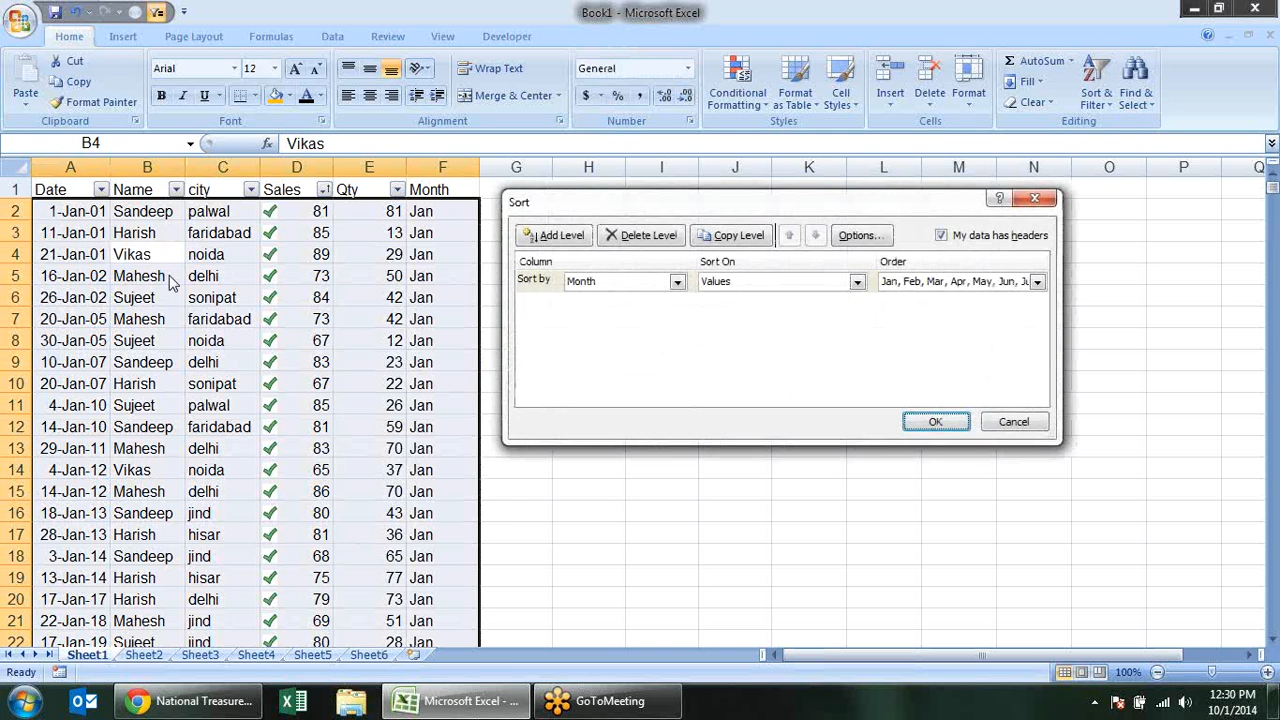 Book1 - Microsoft Excel
Home Insert Page Layout Formulas Data Review View Developer
Cut Arial 12 Wrap Text General AutoSum
Copy Fill
Paste Format Painter B I U A Merge & Center $ % , Conditional Formatting Format as Table Cell Styles Insert Delete Format Clear Sort & Filter Find & Select
Clipboard Font Alignment Number Styles Cells Editing
B4 fx Vikas
A B C D E F G H I J K L M N O P Q
1 Date Name city Sales Qty Month
2 1-Jan-01 Sandeep palwal 81 81 Jan
3 11-Jan-01 Harish faridabad 85 13 Jan
4 21-Jan-01 Vikas noida 89 29 Jan
5 16-Jan-02 Mahesh delhi 73 50 Jan
6 26-Jan-02 Sujeet sonipat 84 42 Jan
7 20-Jan-05 Mahesh faridabad 73 42 Jan
8 30-Jan-05 Sujeet noida 67 12 Jan
9 10-Jan-07 Sandeep delhi 83 23 Jan
10 20-Jan-07 Harish sonipat 67 22 Jan
11 4-Jan-10 Sujeet palwal 85 26 Jan
12 14-Jan-10 Sandeep faridabad 81 59 Jan
13 29-Jan-11 Mahesh delhi 83 70 Jan
14 4-Jan-12 Vikas noida 65 37 Jan
15 14-Jan-12 Mahesh delhi 86 70 Jan
16 18-Jan-13 Sandeep jind 80 43 Jan
17 28-Jan-13 Harish hisar 81 36 Jan
18 3-Jan-14 Sandeep jind 68 65 Jan
19 13-Jan-14 Harish hisar 75 77 Jan
20 17-Jan-17 Harish delhi 79 73 Jan
21 22-Jan-18 Mahesh jind 69 51 Jan
22 17-Jan-19 Sujeet jind 80 28 Jan
Sort
Add Level Delete Level Copy Level Options... My data has headers
Column Sort On Order
Sort by Month Values Jan, Feb, Mar, Apr, May, Jun, Ju
OK Cancel
Sheet1 Sheet2 Sheet3 Sheet4 Sheet5 Sheet6
Ready 100%
National Treasure... Microsoft Excel - ... GoToMeeting 12:30 PM
10/1/2014